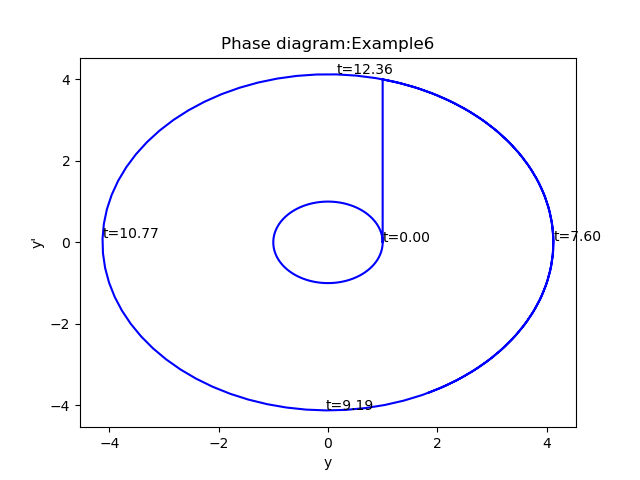 Phase diagram:Example6
t=12.36
t=10.77
t=0.00
t=7.60
t=9.19
y'
4
2
0
−2
−4
−4
−2
0
2
4
y